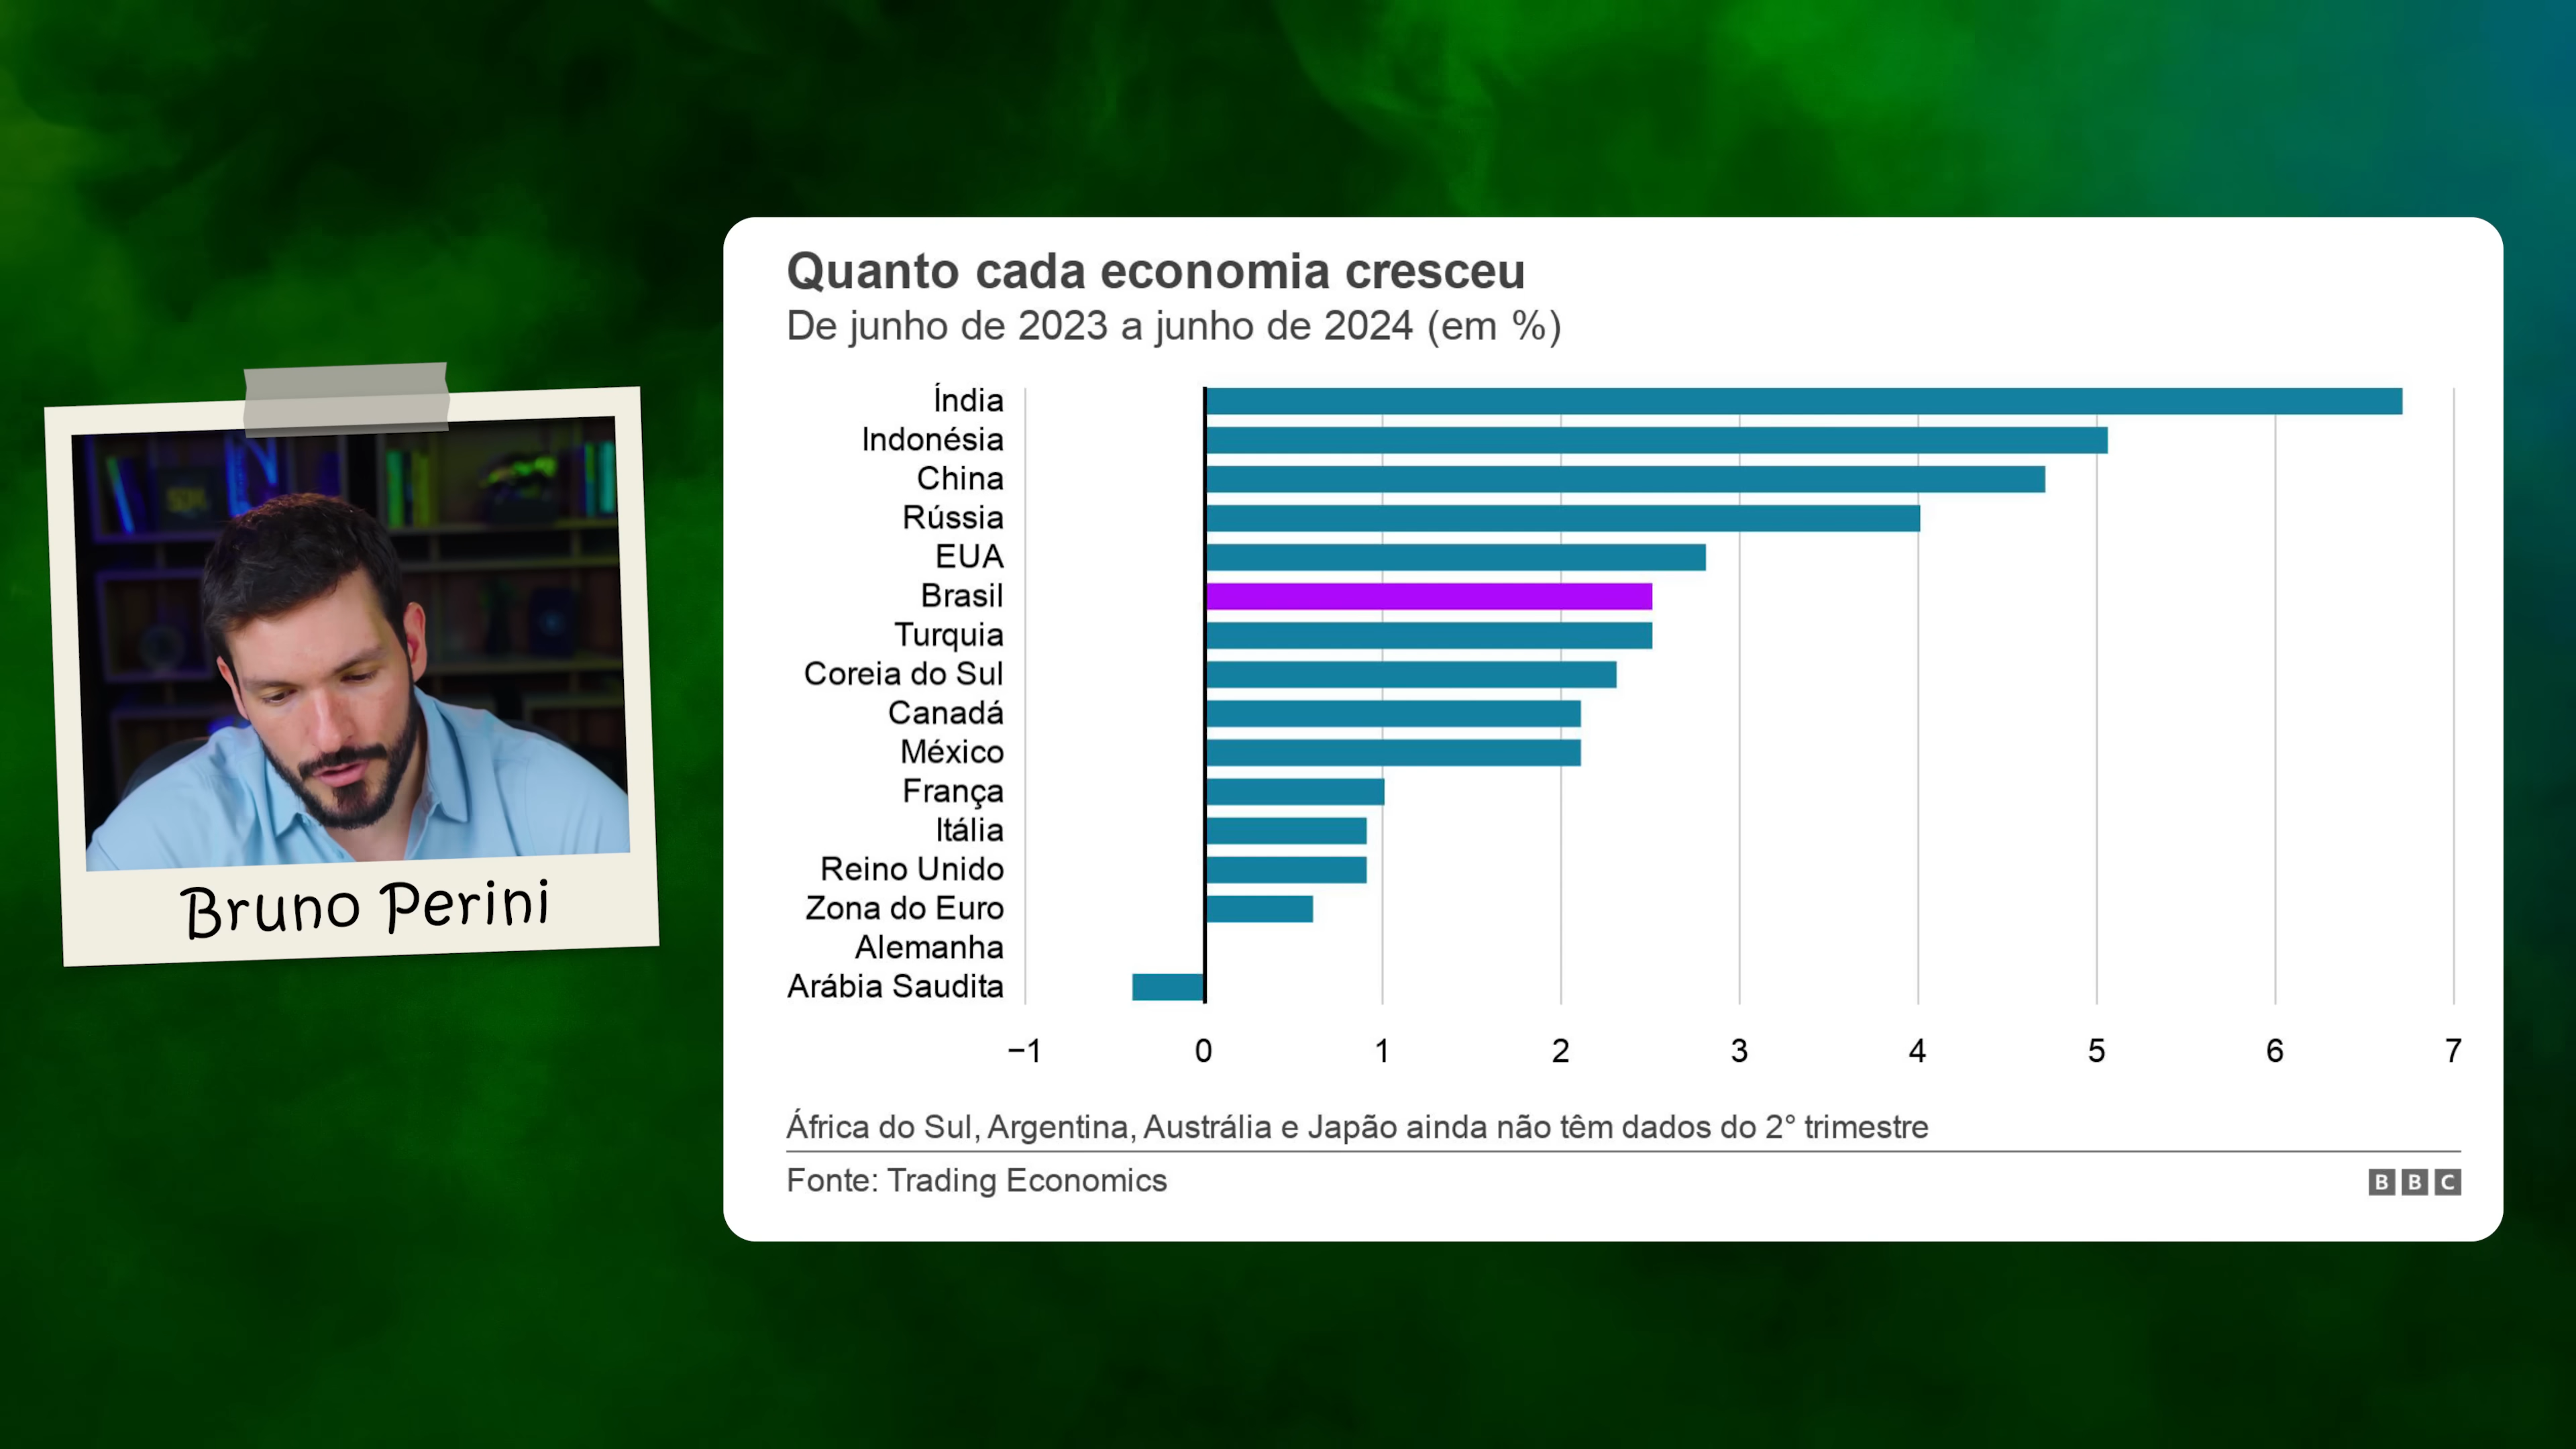 Quanto cada economia cresceu
De junho de 2023 a junho de 2024 (em %)
Índia
Indonésia
China
Rússia
EUA
Brasil
Turquia
Coreia do Sul
Canadá
México
França
Itália
Reino Unido
Zona do Euro
Alemanha
Arábia Saudita
−1 0 1 2 3 4 5 6 7
África do Sul, Argentina, Austrália e Japão ainda não têm dados do 2° trimestre
Fonte: Trading Economics
BBC
Bruno Perini